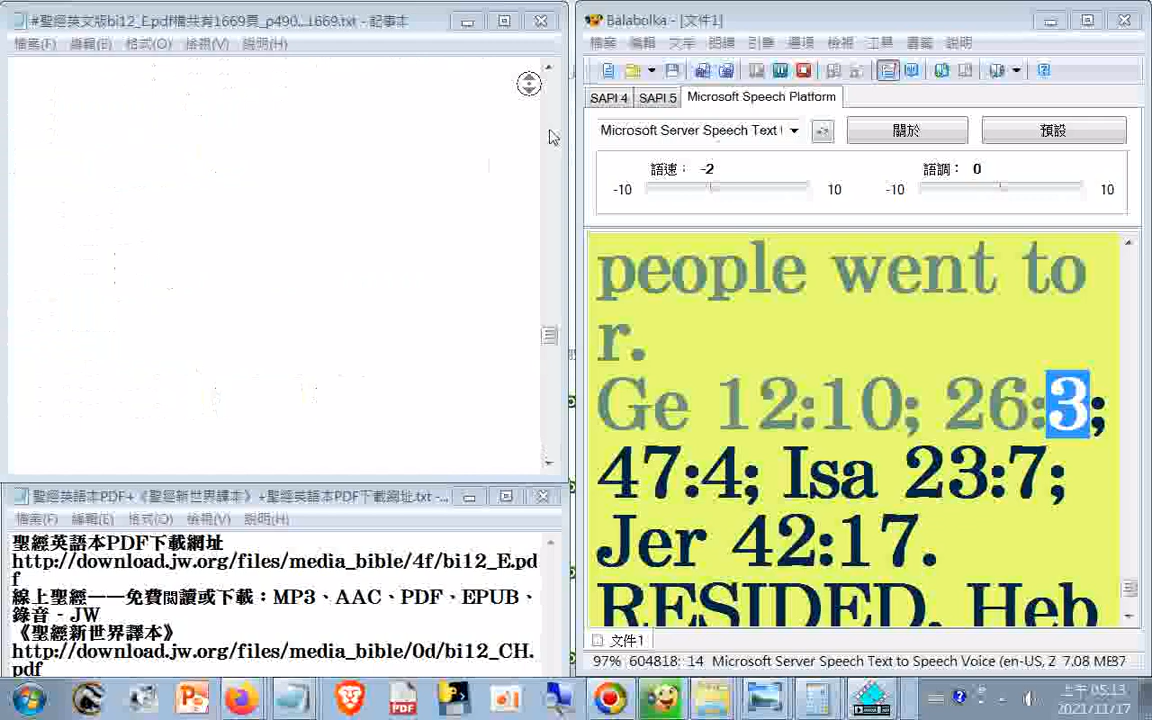 #聖經英文版bi12_E.pdf檔共有1669頁_p490...1669.txt - 記事本
檔案(F) 編輯(E) 格式(O) 檢視(V) 說明(H)
聖經英語本PDF+《聖經新世界譯本》+聖經英語本PDF下載網址.txt -...
檔案(F) 編輯(E) 格式(O) 檢視(V) 說明(H)
聖經英語本PDF下載網址
http://download.jw.org/files/media_bible/4f/bi12_E.pd
f
線上聖經——免費閱讀或下載：MP3、AAC、PDF、EPUB、
錄音 - JW
《聖經新世界譯本》
http://download.jw.org/files/media_bible/0d/bi12_CH.
pdf
Balabolka - [文件1]
檔案 編輯 文字 朗讀 引擎 選項 檢視 工具 書籤 說明
SAPI 4 SAPI 5 Microsoft Speech Platform
Microsoft Server Speech Text 關於 預設
語速： -2 語調： 0
-10 10 -10 10
people went to
r.
Ge 12:10; 26:3;
47:4; Isa 23:7;
Jer 42:17.
RESIDED. Heb
文件1
97% 604818: 14 Microsoft Server Speech Text to Speech Voice (en-US, Z 7.08 MB
上午 05:13
2021/11/17